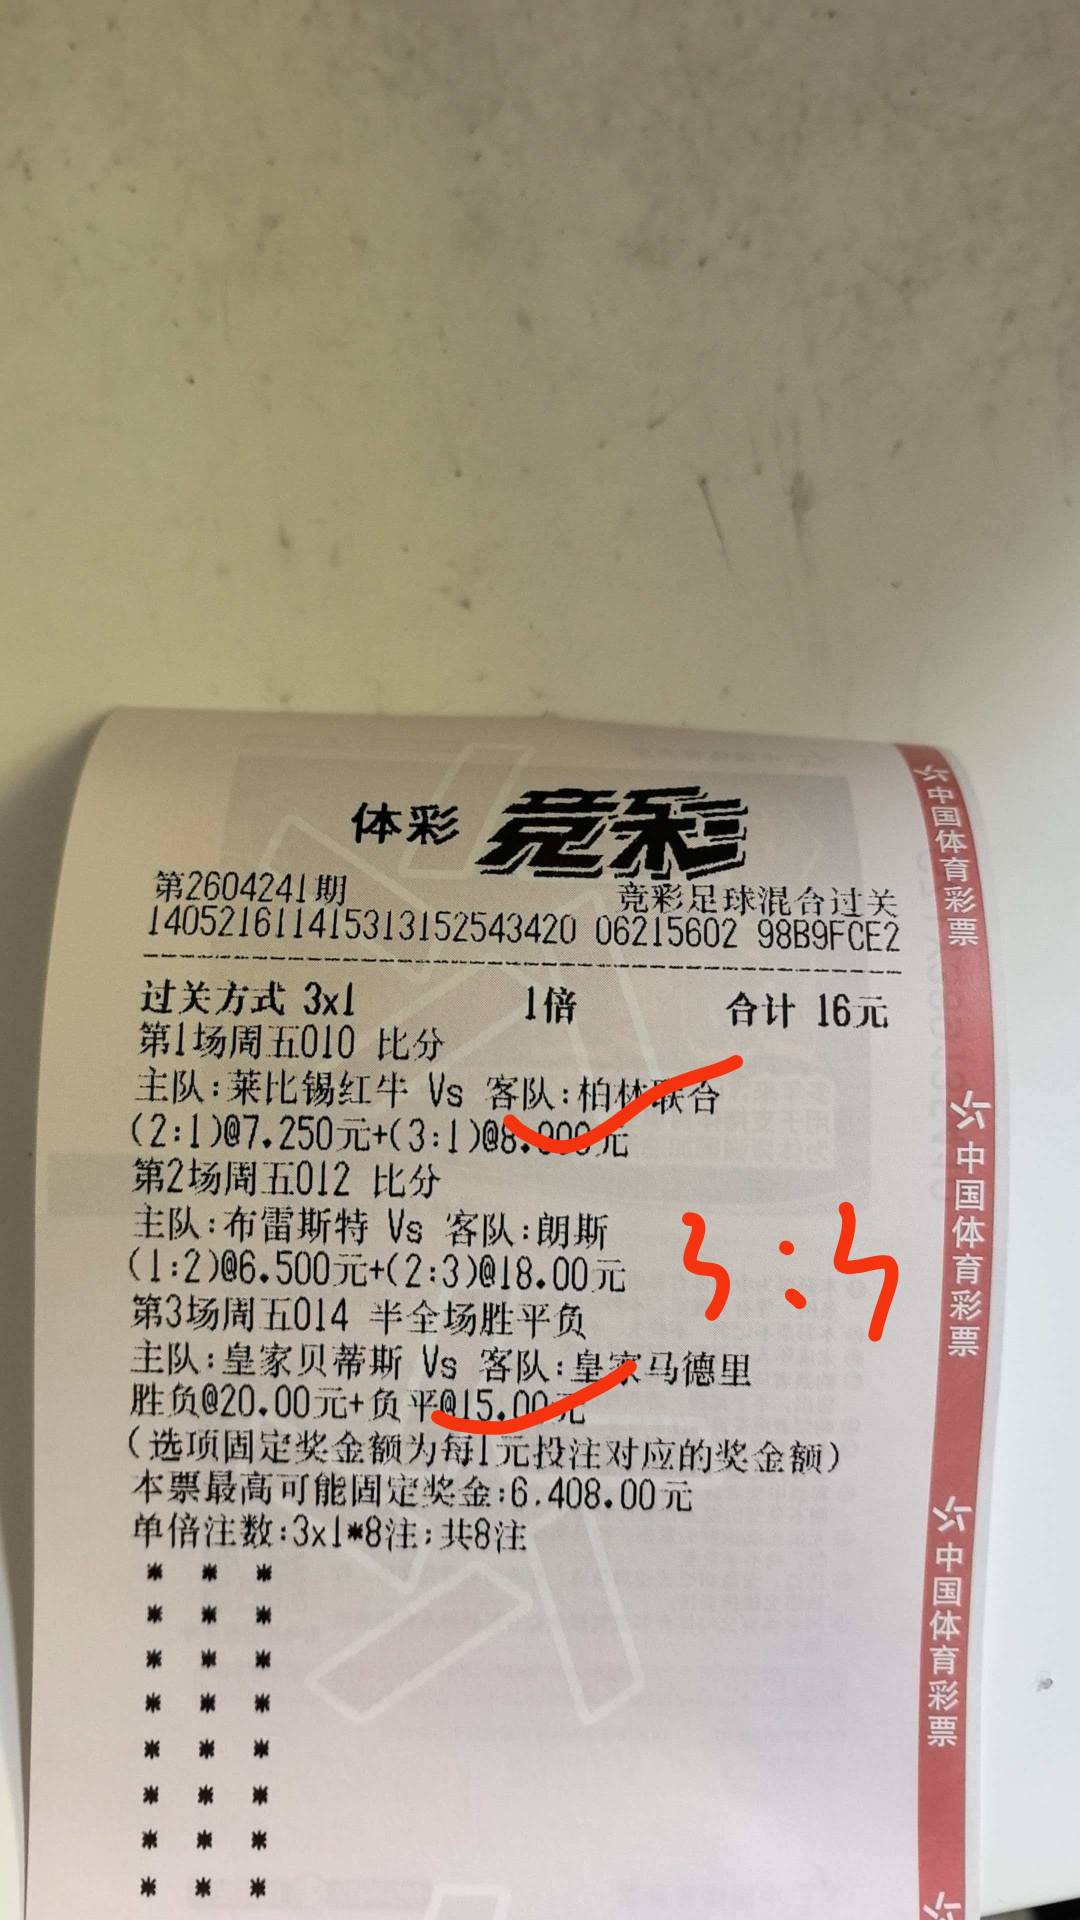 体彩 竞彩
第2604241期 竞彩足球混合过关
140521611415313152543420 06215602 98B9FCE2
过关方式 3x1 1倍 合计 16元
第1场周五010 比分
主队:莱比锡红牛 Vs 客队:柏林联合
(2:1)@7.250元+(3:1)@8.000元
第2场周五012 比分
主队:布雷斯特 Vs 客队:朗斯
(1:2)@6.500元+(2:3)@18.00元
3:3
第3场周五014 半全场胜平负
主队:皇家贝蒂斯 Vs 客队:皇家马德里
胜负@20.00元+负平@15.00元
(选项固定奖金额为每1元投注对应的奖金额)
本票最高可能固定奖金:6,408.00元
单倍注数:3x1*8注;共8注
* * *
* * *
* * *
* * *
* * *
* * *
* * *
* * *
中国体育彩票
中国体育彩票
中国体育彩票